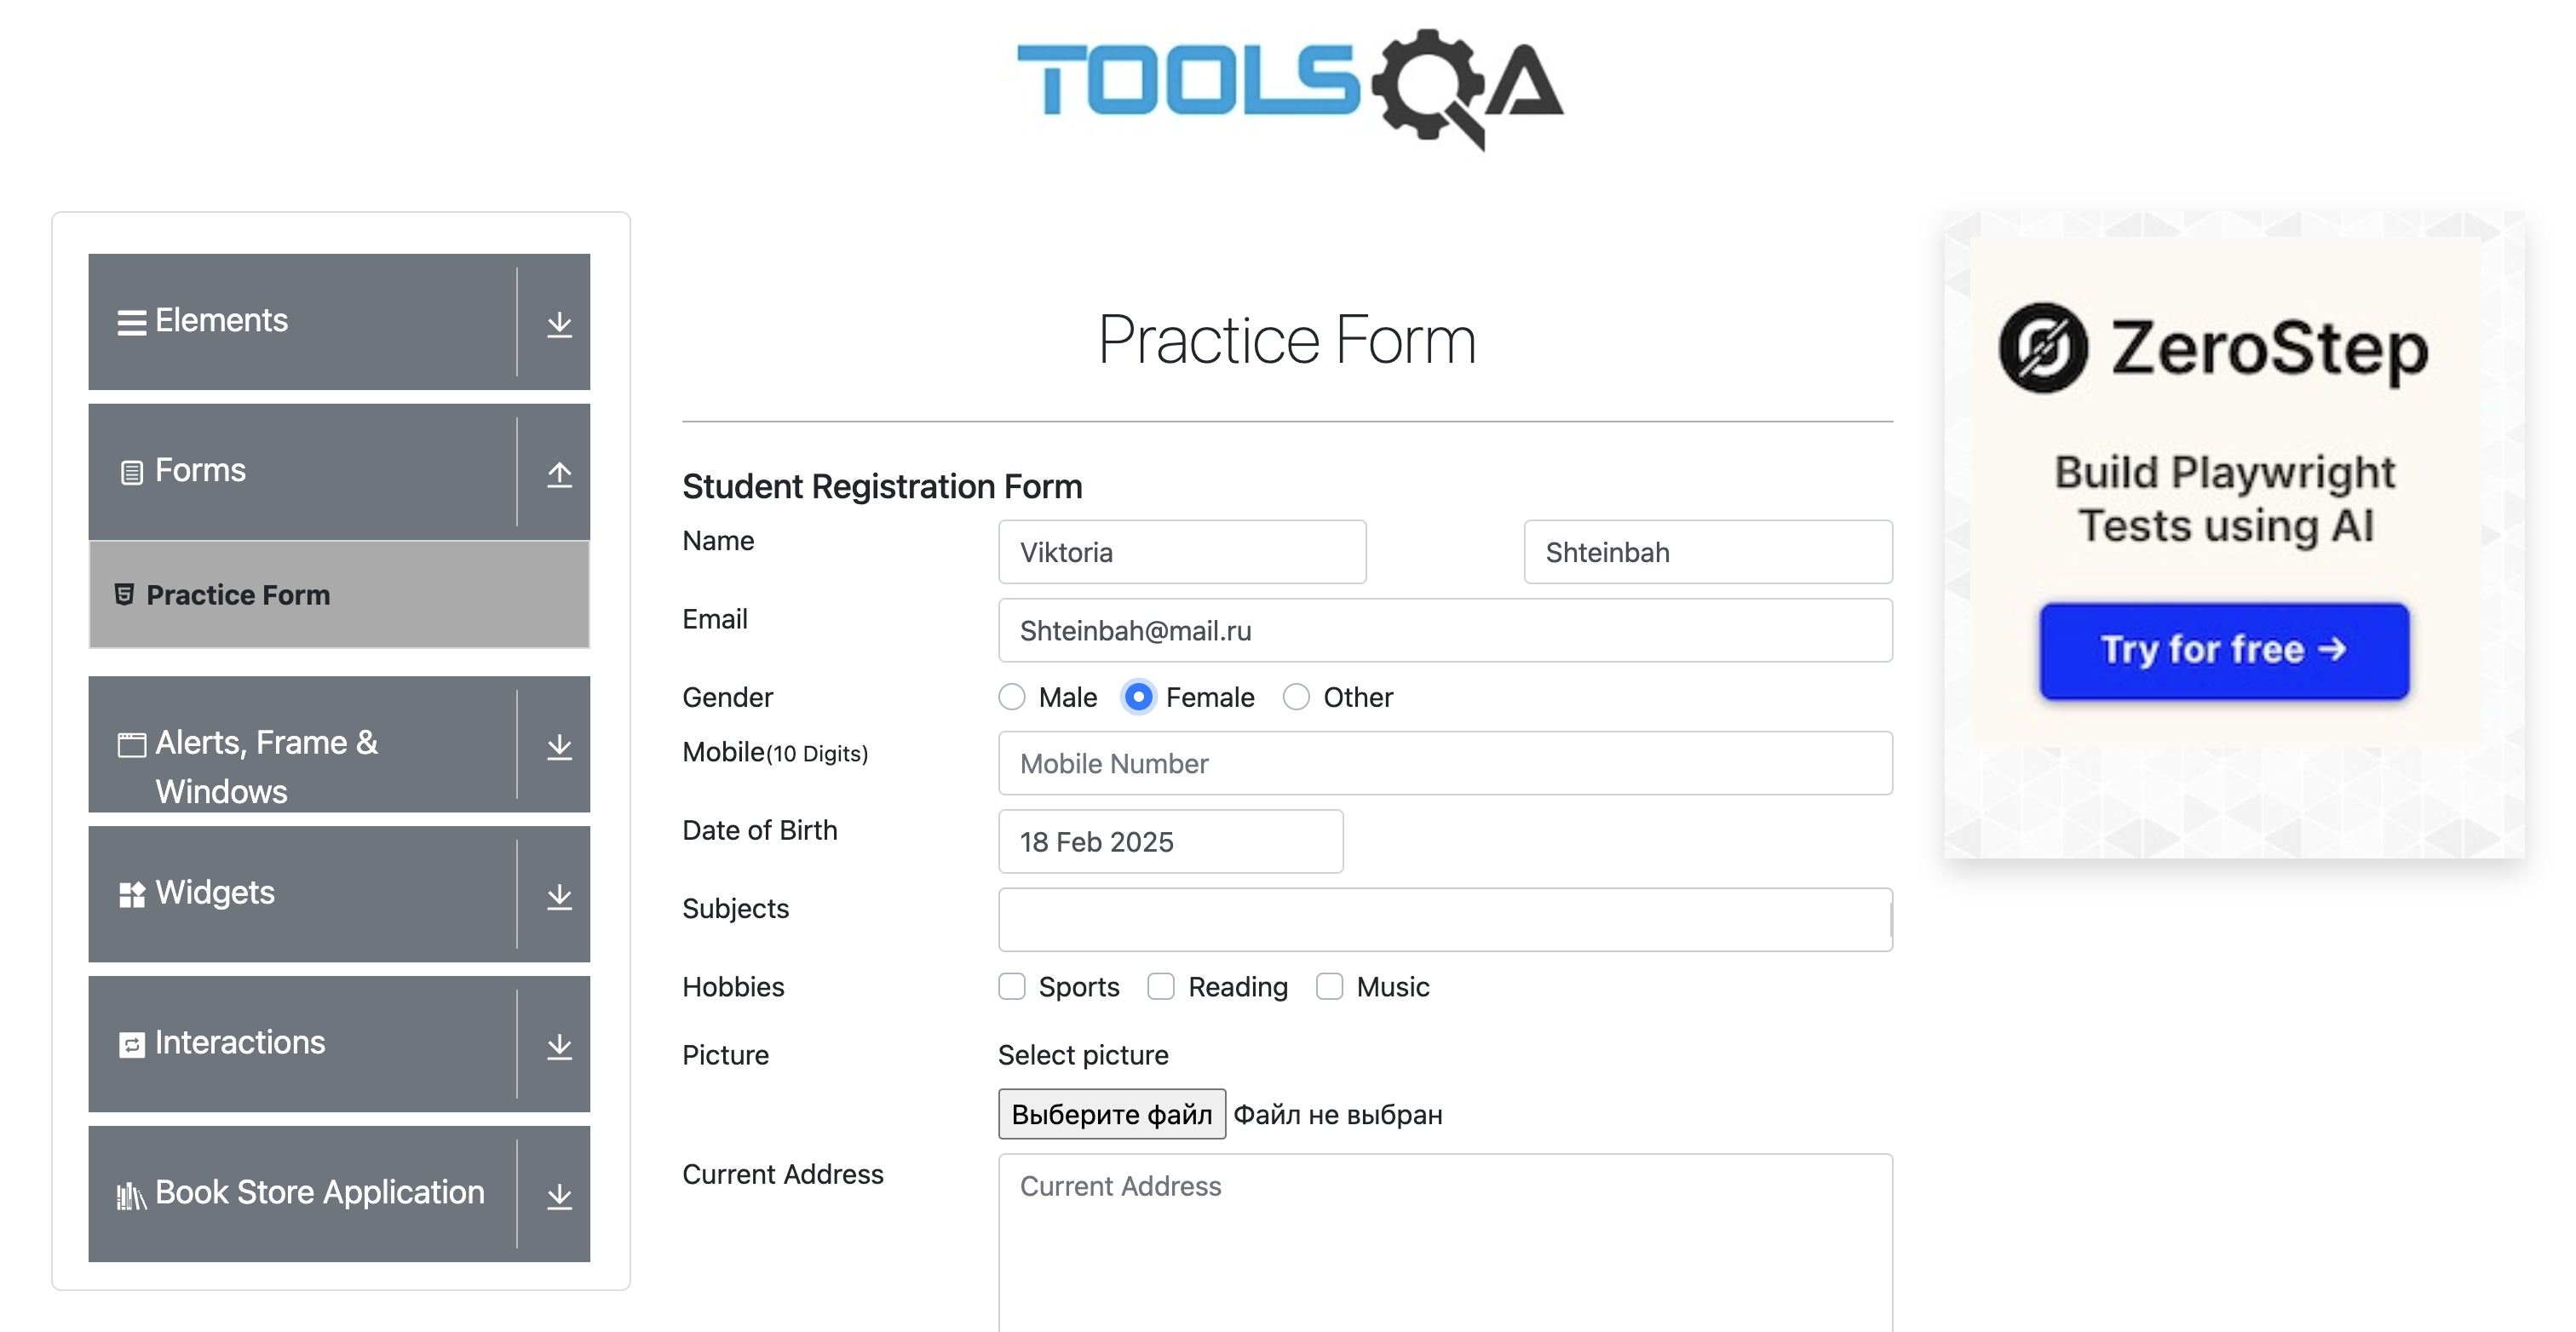 TOOLSQA
Elements
Forms
Practice Form
Alerts, Frame &
Windows
Widgets
Interactions
Book Store Application
Practice Form
Student Registration Form
Name Viktoria Shteinbah
Email Shteinbah@mail.ru
Gender Male Female Other
Mobile(10 Digits) Mobile Number
Date of Birth 18 Feb 2025
Subjects
Hobbies Sports Reading Music
Picture Select picture
Выберите файл Файл не выбран
Current Address Current Address
ZeroStep
Build Playwright
Tests using AI
Try for free →